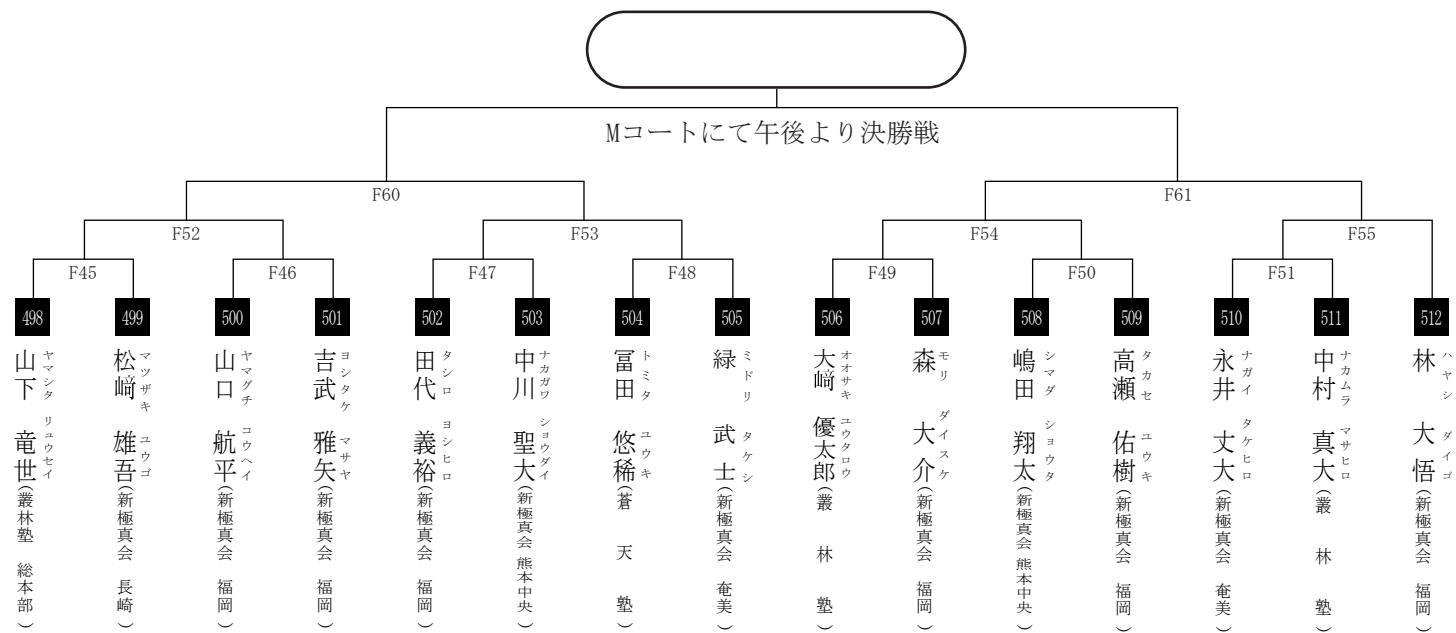 Mコートにて午後より決勝戦
F60
F61
F52
F53
F54
F55
F45
F46
F47
F48
F49
F50
F51
498
499
500
501
502
503
504
505
506
507
508
509
510
511
512
山下 竜世(叢林塾 総本部)
ヤマシタ リュウセイ
松﨑 雄吾(新極真会 長崎)
マツザキ ユウゴ
山口 航平(新極真会 福岡)
ヤマグチ コウヘイ
吉武 雅矢(新極真会 福岡)
ヨシタケ マサヤ
田代 義裕(新極真会 福岡)
タシロ ヨシヒロ
中川 聖大(新極真会 熊本中央)
ナカガワ ショウダイ
冨田 悠稀(蒼天塾)
トミタ ユウキ
緑 武士(新極真会 奄美)
ミドリ タケシ
大﨑 優太郎(叢林塾)
オオサキ ユウタロウ
森 大介(新極真会 福岡)
モリ ダイスケ
嶋田 翔太(新極真会 熊本中央)
シマダ ショウタ
高瀬 佑樹(新極真会 福岡)
タカセ ユウキ
永井 丈大(新極真会 奄美)
ナガイ タケヒロ
中村 真大(叢林塾)
ナカムラ マサヒロ
林 大悟(新極真会 福岡)
ハヤシ ダイゴ